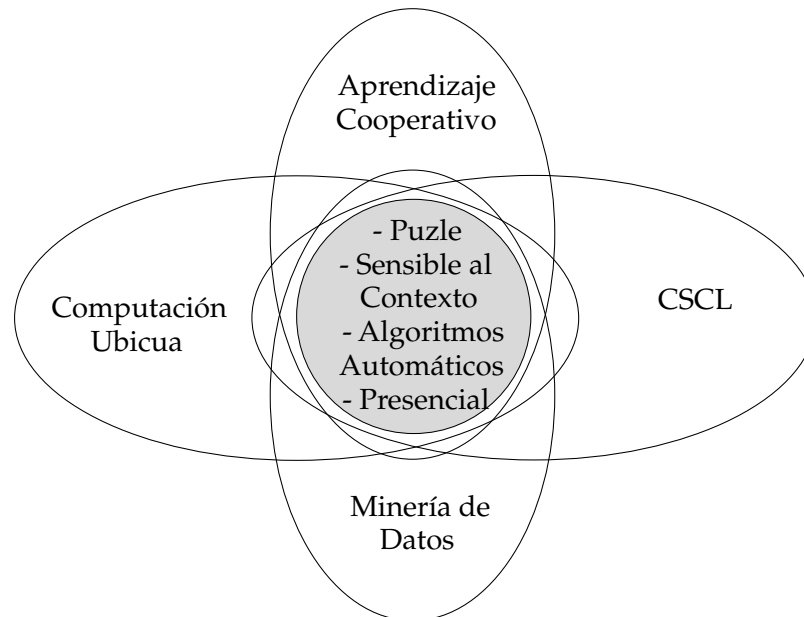 Aprendizaje
Cooperativo
Computación
Ubicua
- Puzle
- Sensible al
Contexto
- Algoritmos
Automáticos
- Presencial
CSCL
Minería de
Datos